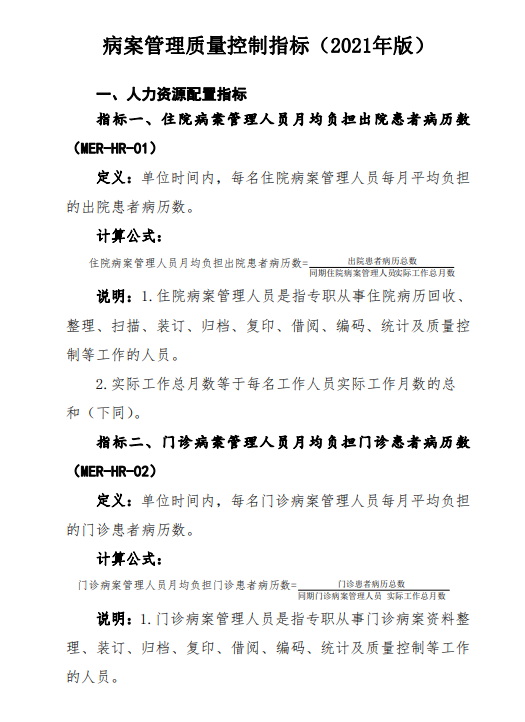 病案管理质量控制指标（2021年版）
一、人力资源配置指标
指标一、住院病案管理人员月均负担出院患者病历数
（MER-HR-01）
定义：单位时间内，每名住院病案管理人员每月平均负担
的出院患者病历数。
计算公式：
住院病案管理人员月均负担出院患者病历数=出院患者病历总数
同期住院病案管理人员实际工作总月数
说明：1.住院病案管理人员是指专职从事住院病历回收、
整理、扫描、装订、归档、复印、借阅、编码、统计及质量控
制等工作的人员。
2.实际工作总月数等于每名工作人员实际工作月数的总
和（下同）。
指标二、门诊病案管理人员月均负担门诊患者病历数
（MER-HR-02）
定义：单位时间内，每名门诊病案管理人员每月平均负担
的门诊患者病历数。
计算公式：
门诊病案管理人员月均负担门诊患者病历数=门诊患者病历总数
同期门诊病案管理人员 实际工作总月数
说明：1.门诊病案管理人员是指专职从事门诊病案资料整
理、装订、归档、复印、借阅、编码、统计及质量控制等工作
的人员。